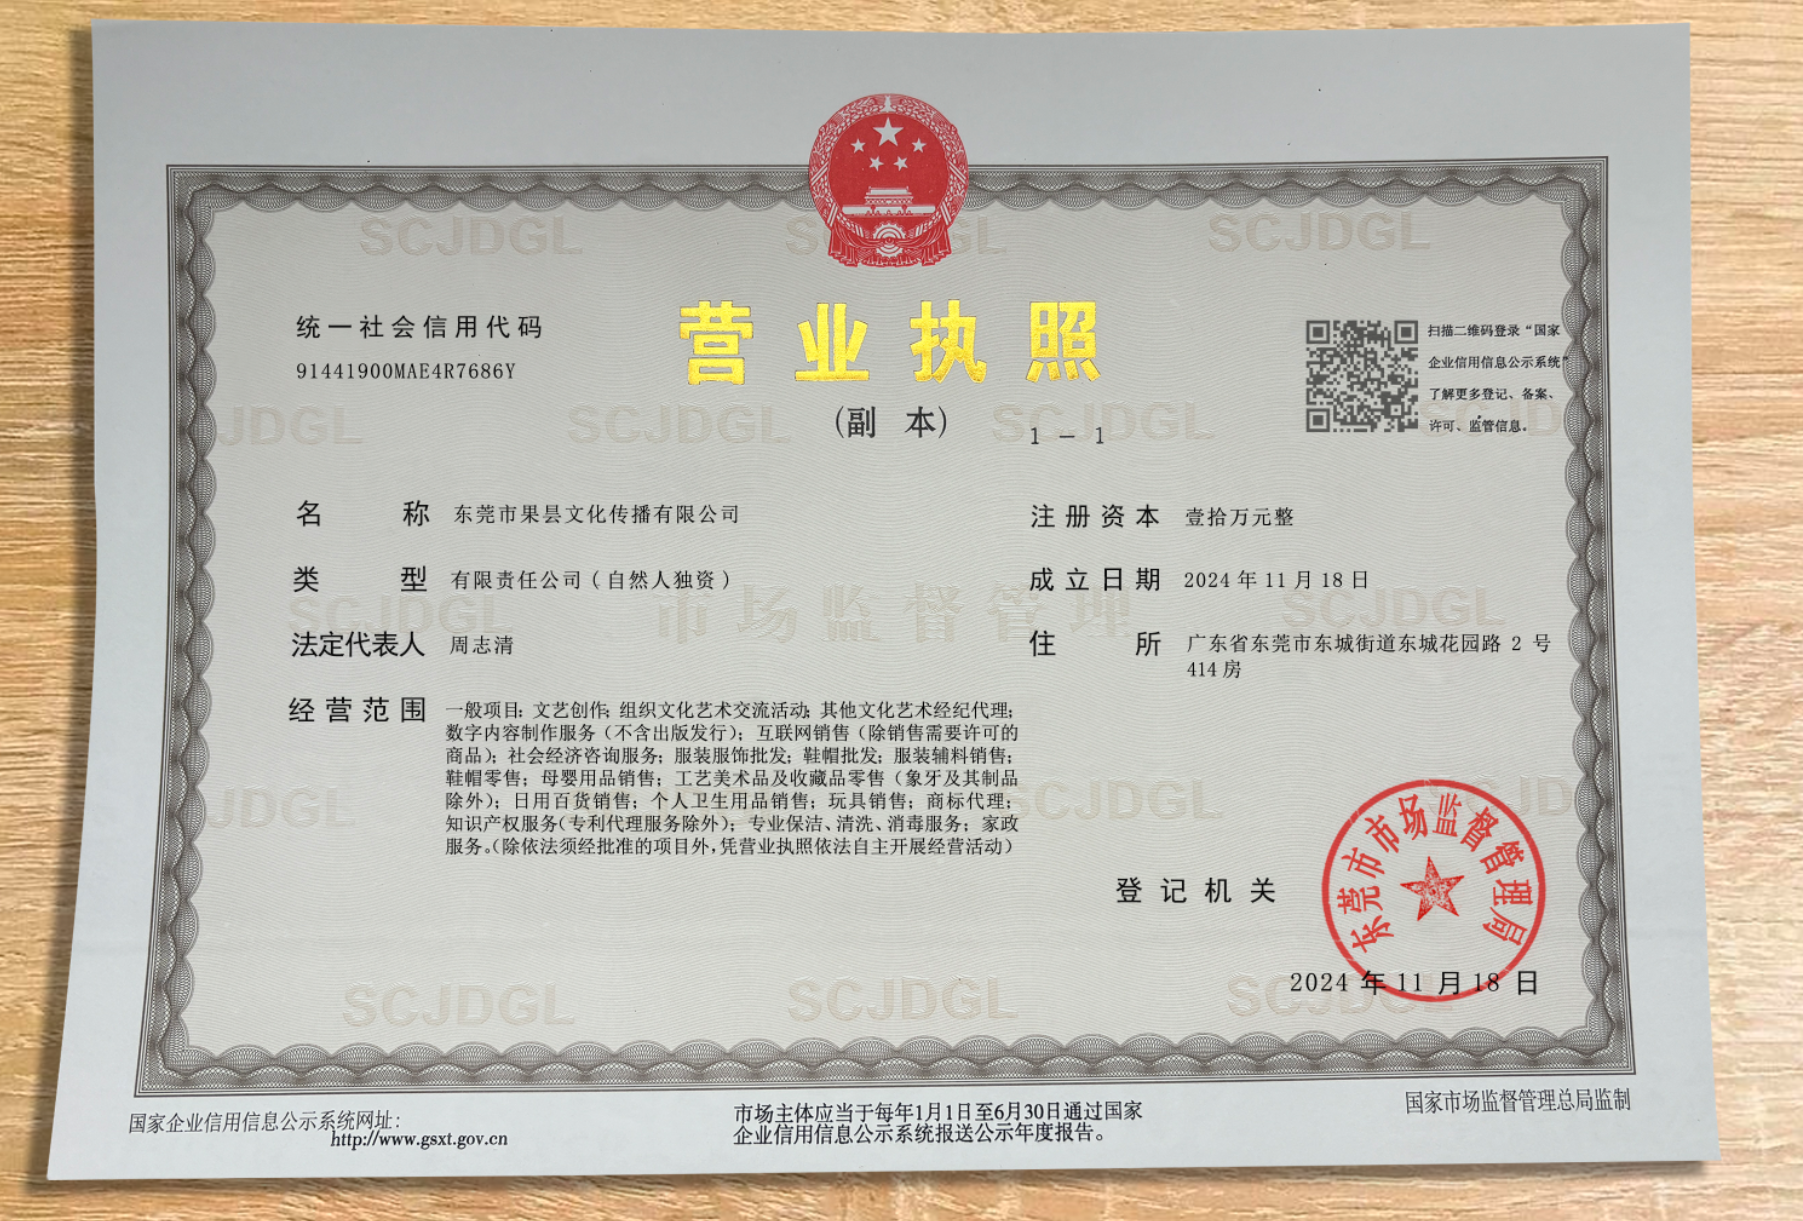 统一社会信用代码
91441900MAE4R7686Y
营业执照
（副 本）
1 - 1
扫描二维码登录“国家
企业信用信息公示系统”
了解更多登记、备案、
许可、监管信息。
名 称 东莞市果县文化传播有限公司
类 型 有限责任公司（自然人独资）
法定代表人 周志清
经营范围 一般项目：文艺创作；组织文化艺术交流活动；其他文化艺术经纪代理；
数字内容制作服务（不含出版发行）；互联网销售（除销售需要许可的
商品）；社会经济咨询服务；服装服饰批发；鞋帽批发；服装辅料销售；
鞋帽零售；母婴用品销售；工艺美术品及收藏品零售（象牙及其制品
除外）；日用百货销售；个人卫生用品销售；玩具销售；商标代理；
知识产权服务（专利代理服务除外）；专业保洁、清洗、消毒服务；家政
服务。（除依法须经批准的项目外，凭营业执照依法自主开展经营活动）
注册资本 壹拾万元整
成立日期 2024年11月18日
住 所 广东省东莞市东城街道东城花园路 2 号
414房
登记机关
东莞市市场监督管理局
2024 年 11 月 18 日
SCJDGL
SCJDGL
SCJDGL
SCJDGL
SCJDGL
SCJDGL
市场监督管理
SCJDGL
SCJDGL
SCJDGL
SCJDGL
SCJDGL
国家企业信用信息公示系统网址：
http://www.gsxt.gov.cn
市场主体应当于每年1月1日至6月30日通过国家
企业信用信息公示系统报送公示年度报告。
国家市场监督管理总局监制